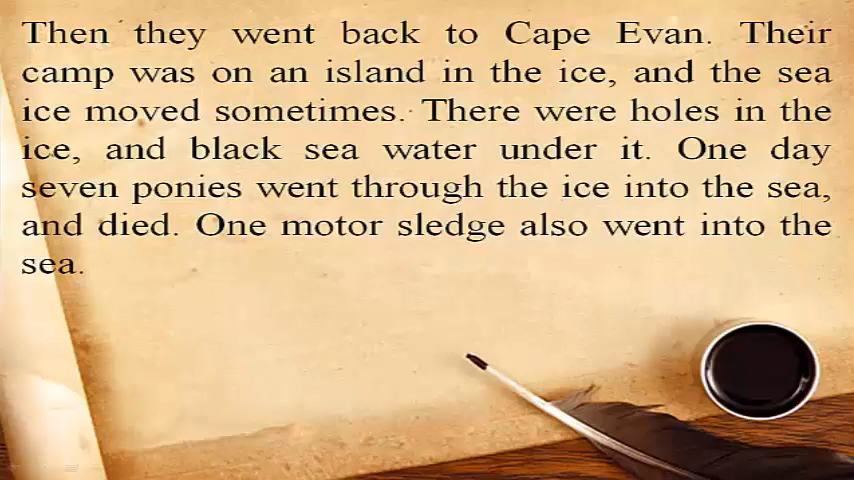 Then they went back to Cape Evan. Their
camp was on an island in the ice, and the sea
ice moved sometimes. There were holes in the
ice, and black sea water under it. One day
seven ponies went through the ice into the sea,
and died. One motor sledge also went into the
sea.